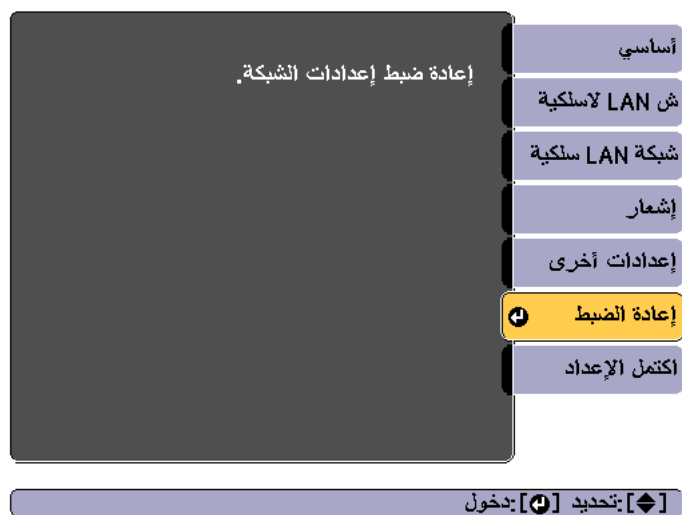 أساسي
ش LAN لاسلكية
شبكة LAN سلكية
إشعار
إعدادات أخرى
إعادة الضبط
اكتمل الإعداد
إعادة ضبط إعدادات الشبكة.
[◆]:تحديد [↵]:دخول